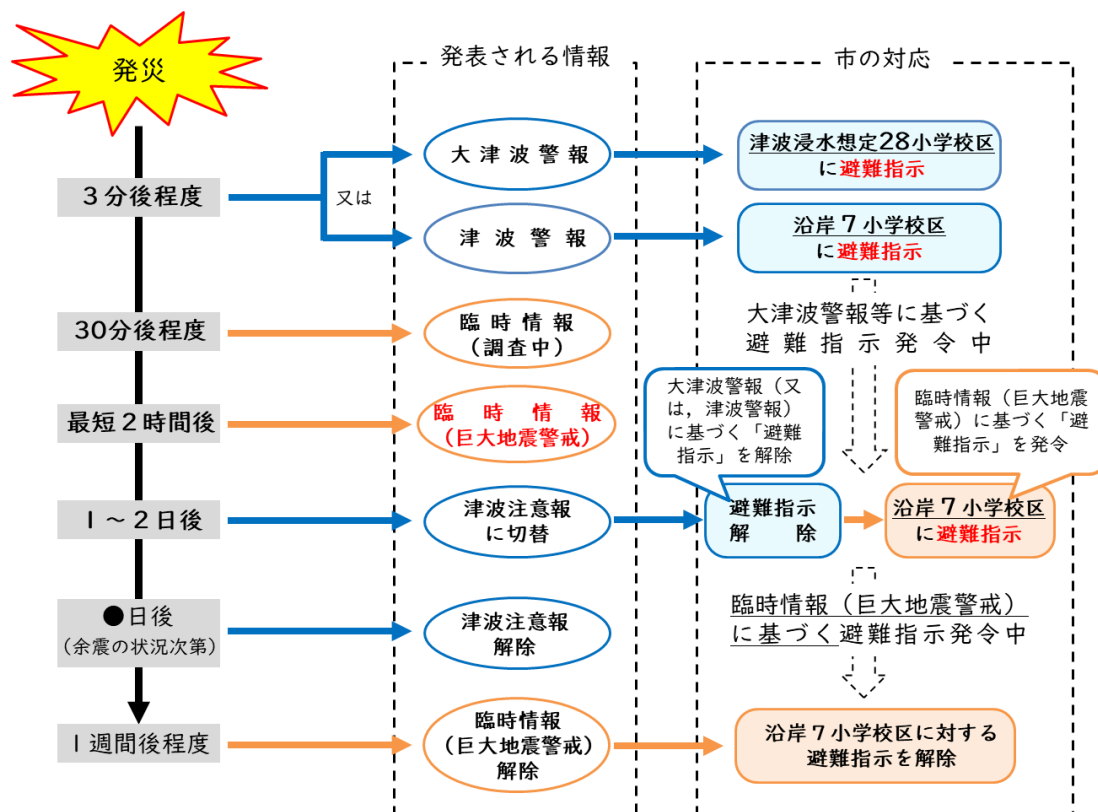 発災
発表される情報
市の対応
3分後程度
又は
大津波警報
津波警報
津波浸水想定28小学校区
に避難指示
沿岸7小学校区
に避難指示
30分後程度
臨時情報
(調査中)
大津波警報等に基づく
避難指示発令中
最短2時間後
臨時情報
(巨大地震警戒)
大津波警報（又
は，津波警報）
に基づく「避難
指示」を解除
臨時情報（巨大地震
警戒）に基づく「避
難指示」を発令
1～2日後
津波注意報
に切替
避難指示
解除
沿岸7小学校区
に避難指示
●日後
(余震の状況次第)
津波注意報
解除
臨時情報（巨大地震警戒）
に基づく避難指示発令中
1週間後程度
臨時情報
(巨大地震警戒)
解除
沿岸7小学校区に対する
避難指示を解除